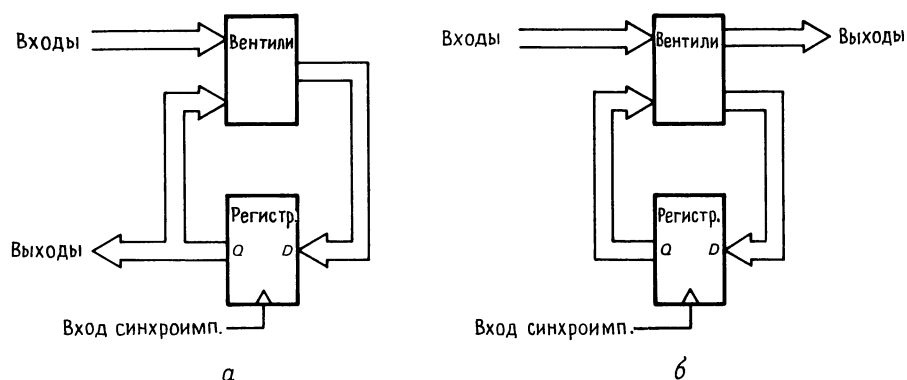 Входы
Вентили
Регистр.
Q D
Выходы
Вход синхроимп.
а
Входы
Вентили
Выходы
Регистр.
Q D
Вход синхроимп.
б